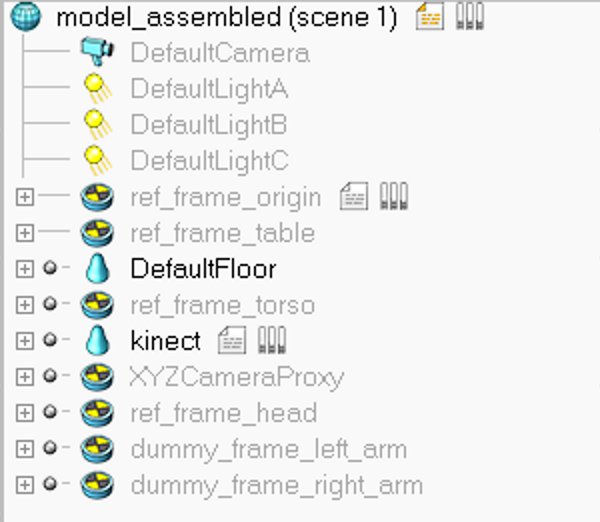 model_assembled (scene 1)
DefaultCamera
DefaultLightA
DefaultLightB
DefaultLightC
ref_frame_origin
ref_frame_table
DefaultFloor
ref_frame_torso
kinect
XYZCameraProxy
ref_frame_head
dummy_frame_left_arm
dummy_frame_right_arm